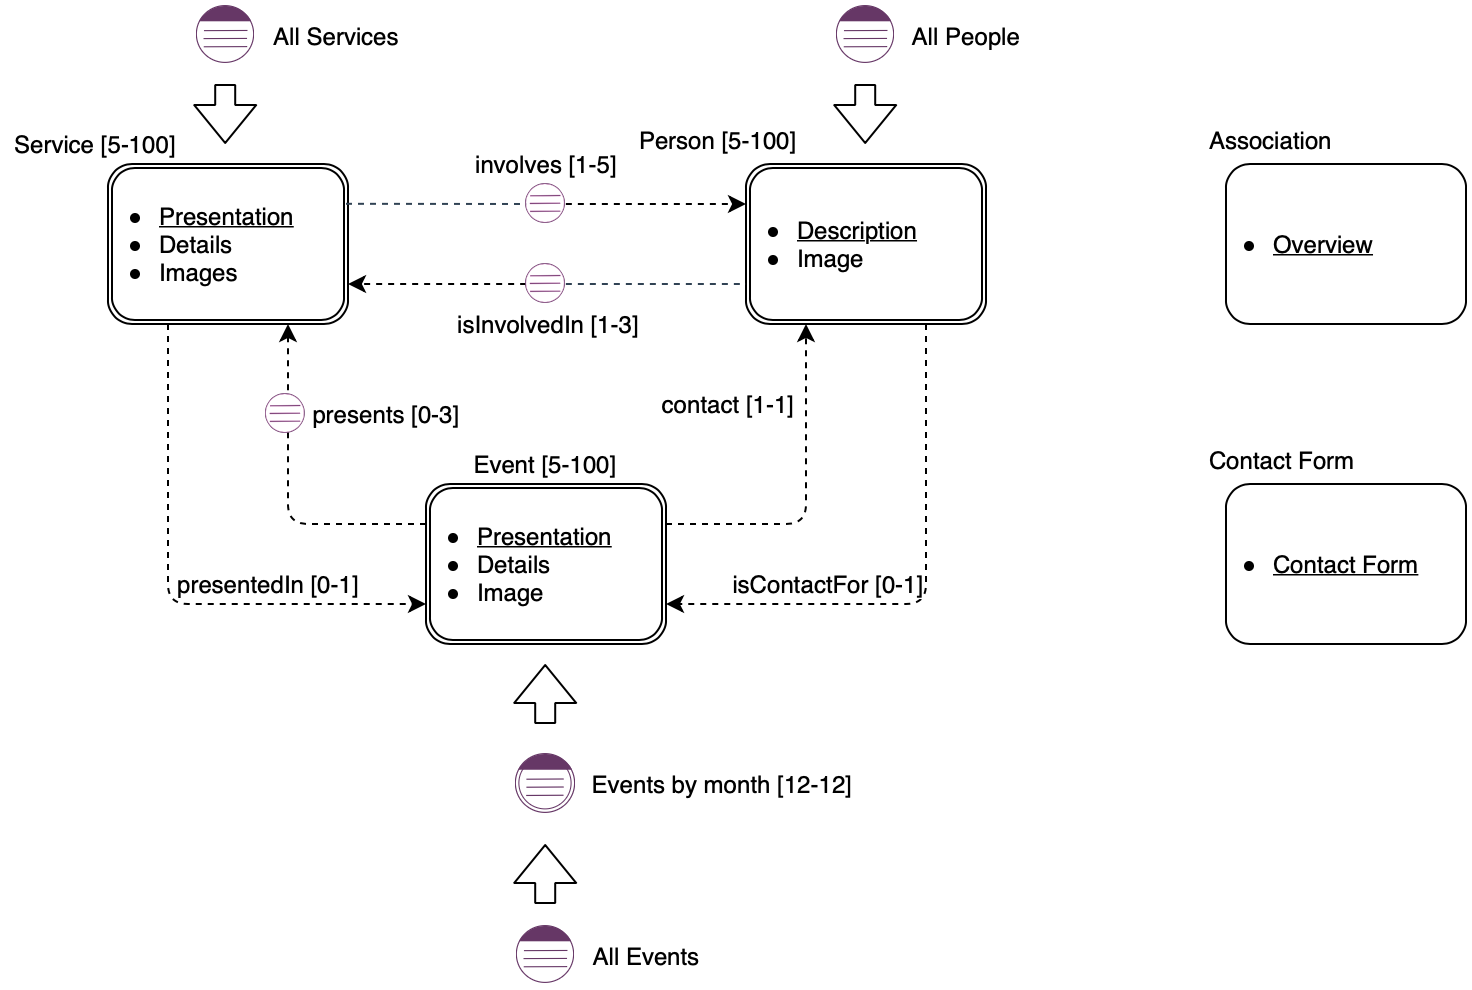 All Services
All People
Service [5-100]
Person [5-100]
Association
involves [1-5]
• Presentation
• Details
• Images
• Description
• Image
• Overview
isInvolvedIn [1-3]
presents [0-3]
contact [1-1]
Event [5-100]
Contact Form
• Presentation
• Details
• Image
• Contact Form
presentedIn [0-1]
isContactFor [0-1]
Events by month [12-12]
All Events